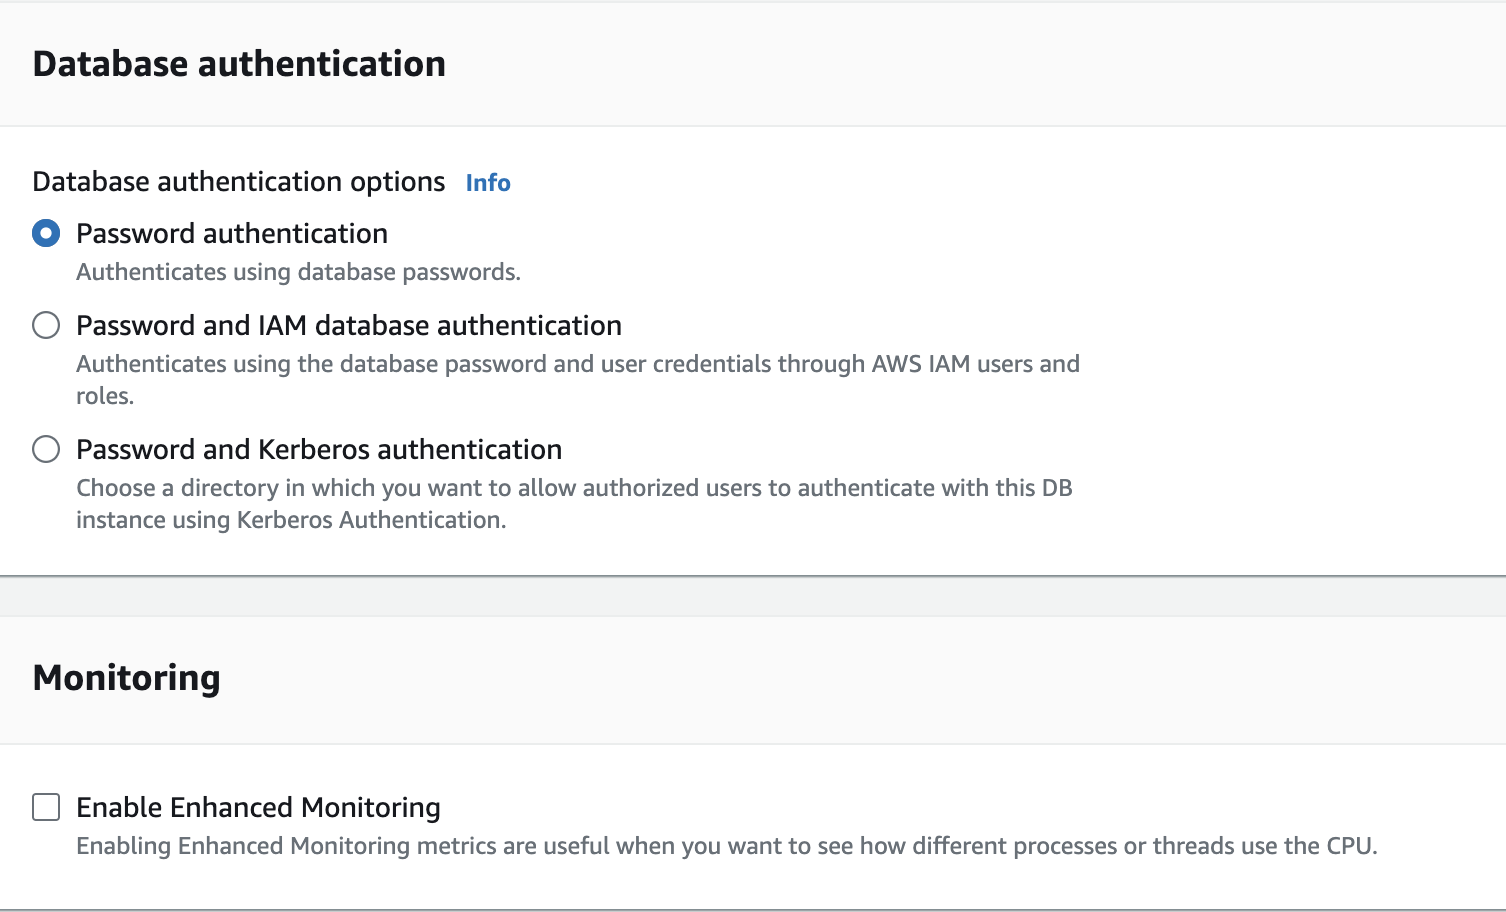 Database authentication
Database authentication options Info
Password authentication
Authenticates using database passwords.
Password and IAM database authentication
Authenticates using the database password and user credentials through AWS IAM users and
roles.
Password and Kerberos authentication
Choose a directory in which you want to allow authorized users to authenticate with this DB
instance using Kerberos Authentication.
Monitoring
Enable Enhanced Monitoring
Enabling Enhanced Monitoring metrics are useful when you want to see how different processes or threads use the CPU.